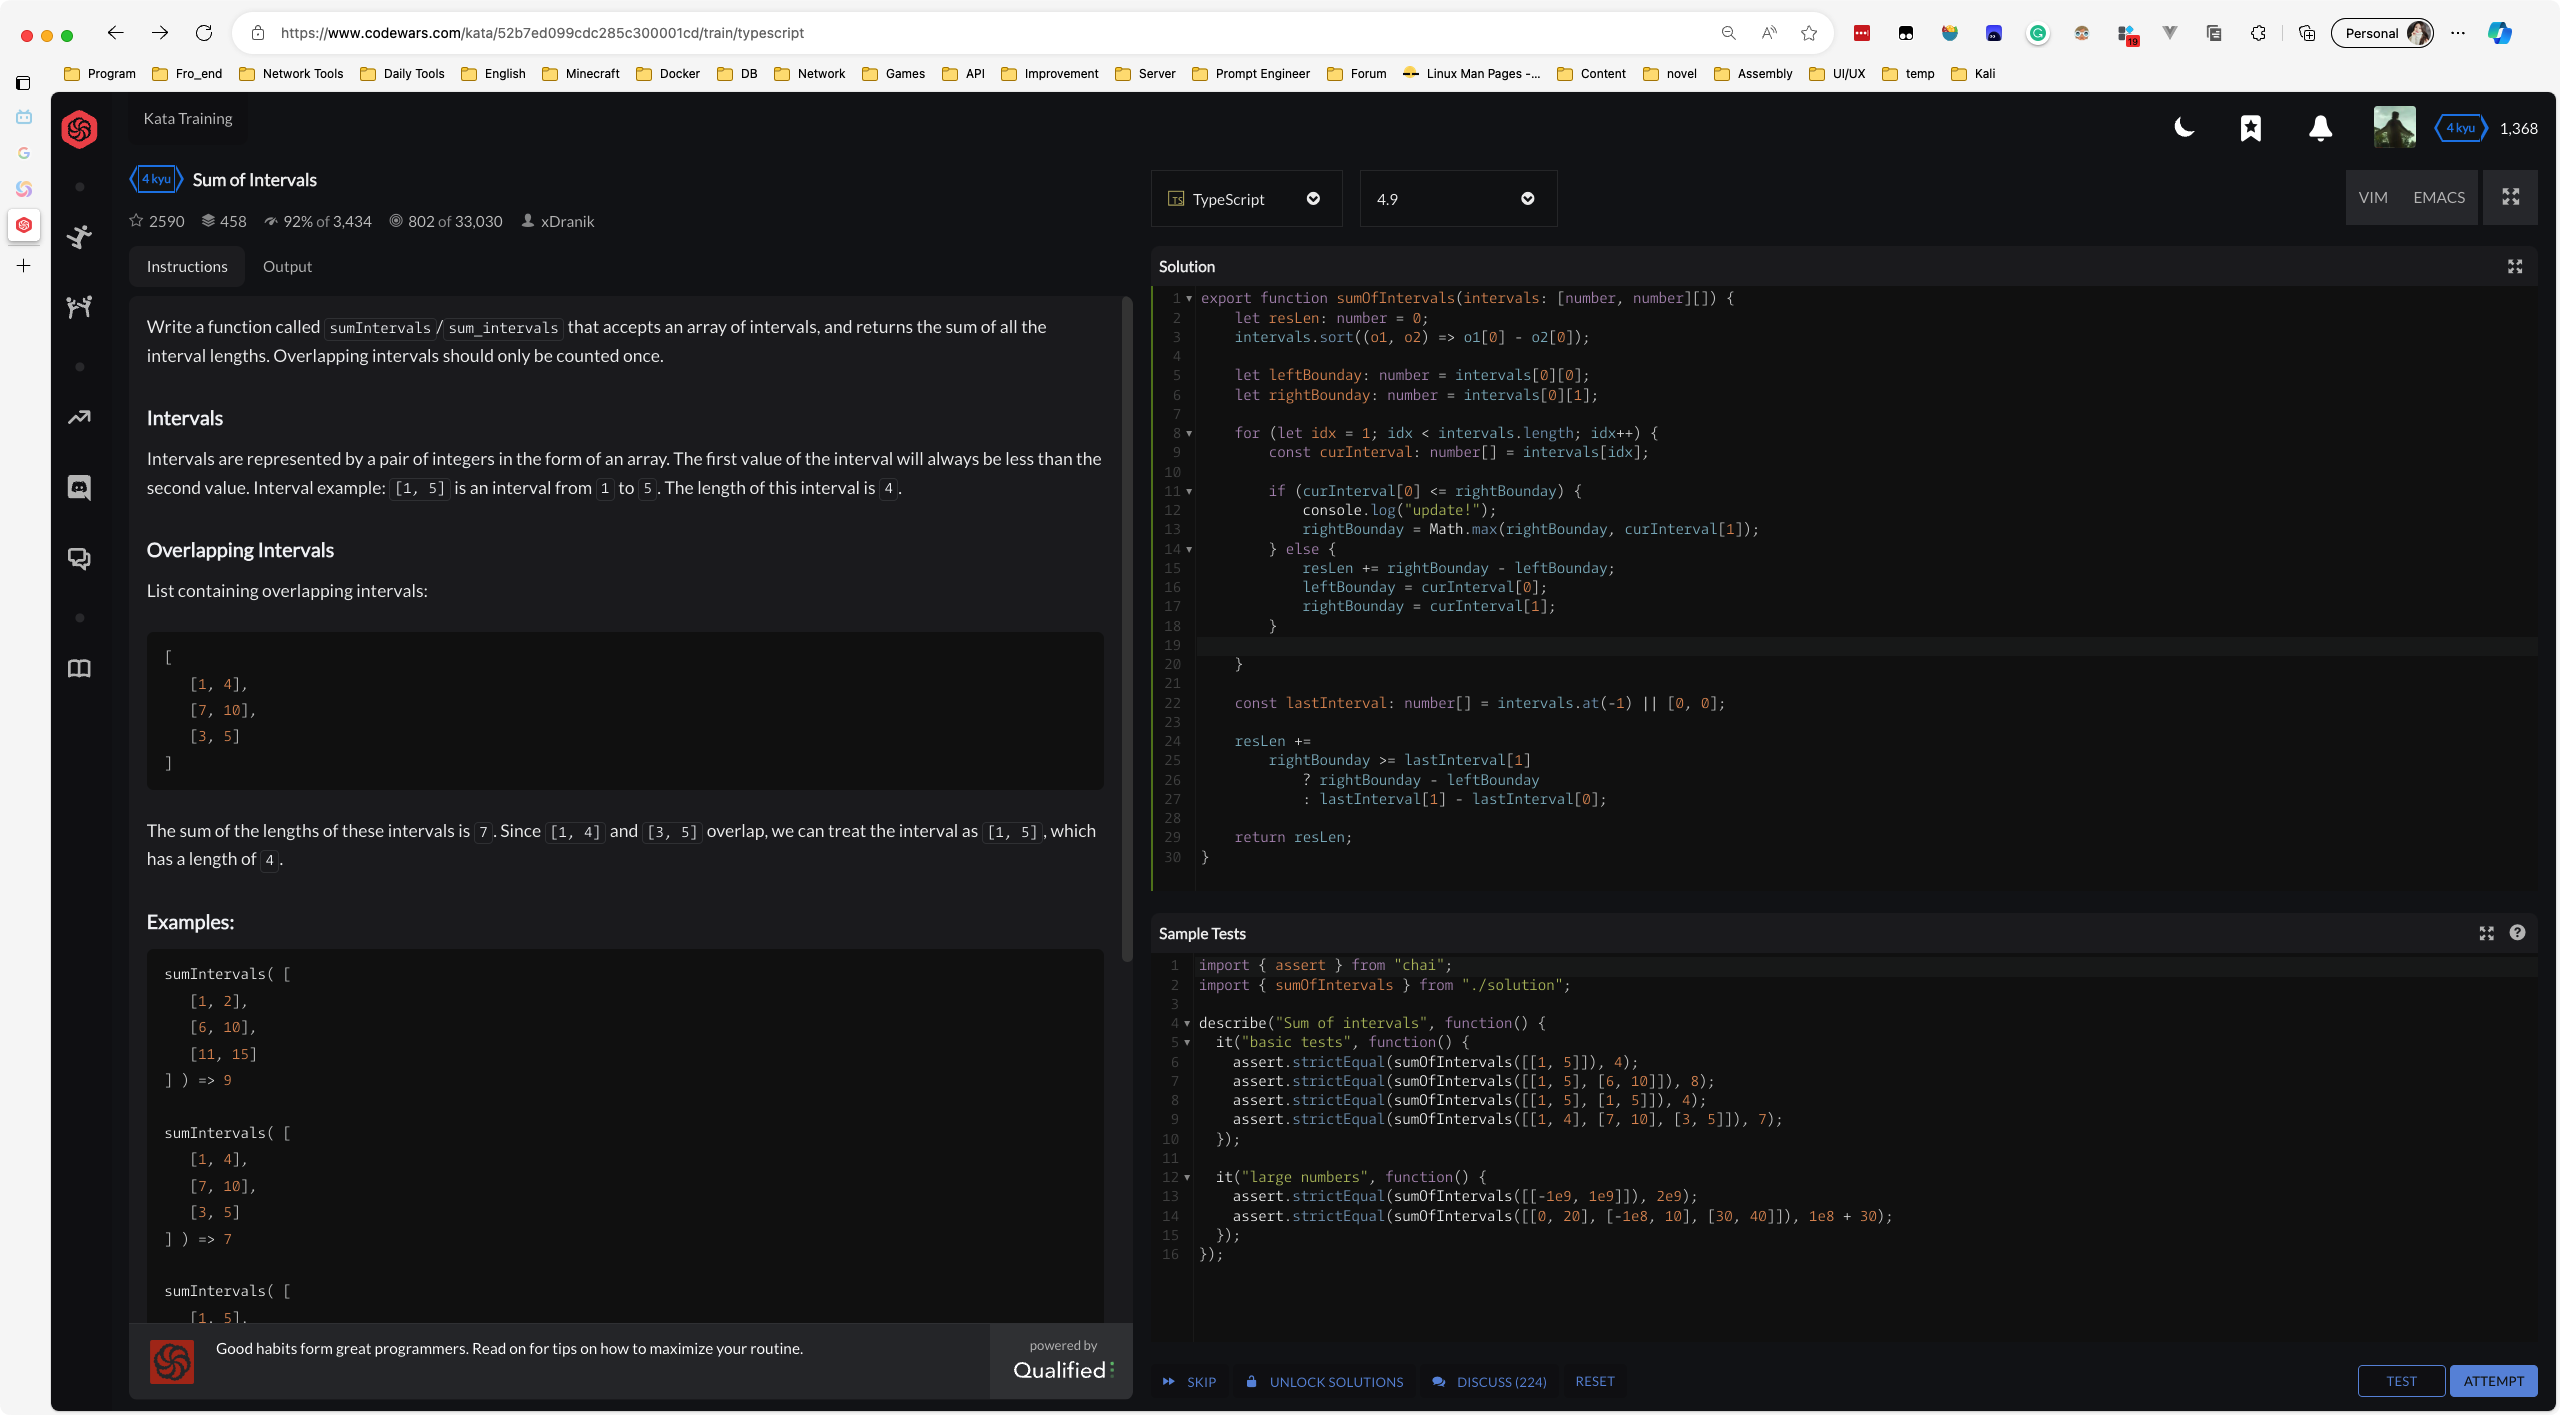 https://www.codewars.com/kata/52b7ed099cdc285c300001cd/train/typescript
19
Personal
Program Fro_end Network Tools Daily Tools English Minecraft Docker DB Network Games API Improvement Server Prompt Engineer Forum Linux Man Pages -... Content novel Assembly UI/UX temp Kali
Kata Training
4 kyu 1,368
4 kyu Sum of Intervals
2590 458 92% of 3,434 802 of 33,030 xDranik
TypeScript 4.9 VIM EMACS
Instructions Output
Write a function called sumIntervals/sum_intervals that accepts an array of intervals, and returns the sum of all the
interval lengths. Overlapping intervals should only be counted once.
Intervals
Intervals are represented by a pair of integers in the form of an array. The first value of the interval will always be less than the
second value. Interval example: [1, 5] is an interval from 1 to 5. The length of this interval is 4.
Overlapping Intervals
List containing overlapping intervals:
[
   [1, 4],
   [7, 10],
   [3, 5]
]
The sum of the lengths of these intervals is 7. Since [1, 4] and [3, 5] overlap, we can treat the interval as [1, 5], which
has a length of 4.
Examples:
sumIntervals( [
   [1, 2],
   [6, 10],
   [11, 15]
] ) => 9
sumIntervals( [
   [1, 4],
   [7, 10],
   [3, 5]
] ) => 7
sumIntervals( [
   [1, 5],
Good habits form great programmers. Read on for tips on how to maximize your routine.
powered by
Qualified
Solution
1 export function sumOfIntervals(intervals: [number, number][]) {
2     let resLen: number = 0;
3     intervals.sort((o1, o2) => o1[0] - o2[0]);
4
5     let leftBounday: number = intervals[0][0];
6     let rightBounday: number = intervals[0][1];
7
8     for (let idx = 1; idx < intervals.length; idx++) {
9         const curInterval: number[] = intervals[idx];
10
11         if (curInterval[0] <= rightBounday) {
12             console.log("update!");
13             rightBounday = Math.max(rightBounday, curInterval[1]);
14         } else {
15             resLen += rightBounday - leftBounday;
16             leftBounday = curInterval[0];
17             rightBounday = curInterval[1];
18         }
19
20     }
21
22     const lastInterval: number[] = intervals.at(-1) || [0, 0];
23
24     resLen +=
25         rightBounday >= lastInterval[1]
26             ? rightBounday - leftBounday
27             : lastInterval[1] - lastInterval[0];
28
29     return resLen;
30 }
Sample Tests
1 import { assert } from "chai";
2 import { sumOfIntervals } from "./solution";
3
4 describe("Sum of intervals", function() {
5   it("basic tests", function() {
6     assert.strictEqual(sumOfIntervals([[1, 5]]), 4);
7     assert.strictEqual(sumOfIntervals([[1, 5], [6, 10]]), 8);
8     assert.strictEqual(sumOfIntervals([[1, 5], [1, 5]]), 4);
9     assert.strictEqual(sumOfIntervals([[1, 4], [7, 10], [3, 5]]), 7);
10   });
11
12   it("large numbers", function() {
13     assert.strictEqual(sumOfIntervals([[-1e9, 1e9]]), 2e9);
14     assert.strictEqual(sumOfIntervals([[0, 20], [-1e8, 10], [30, 40]]), 1e8 + 30);
15   });
16 });
SKIP UNLOCK SOLUTIONS DISCUSS (224) RESET TEST ATTEMPT